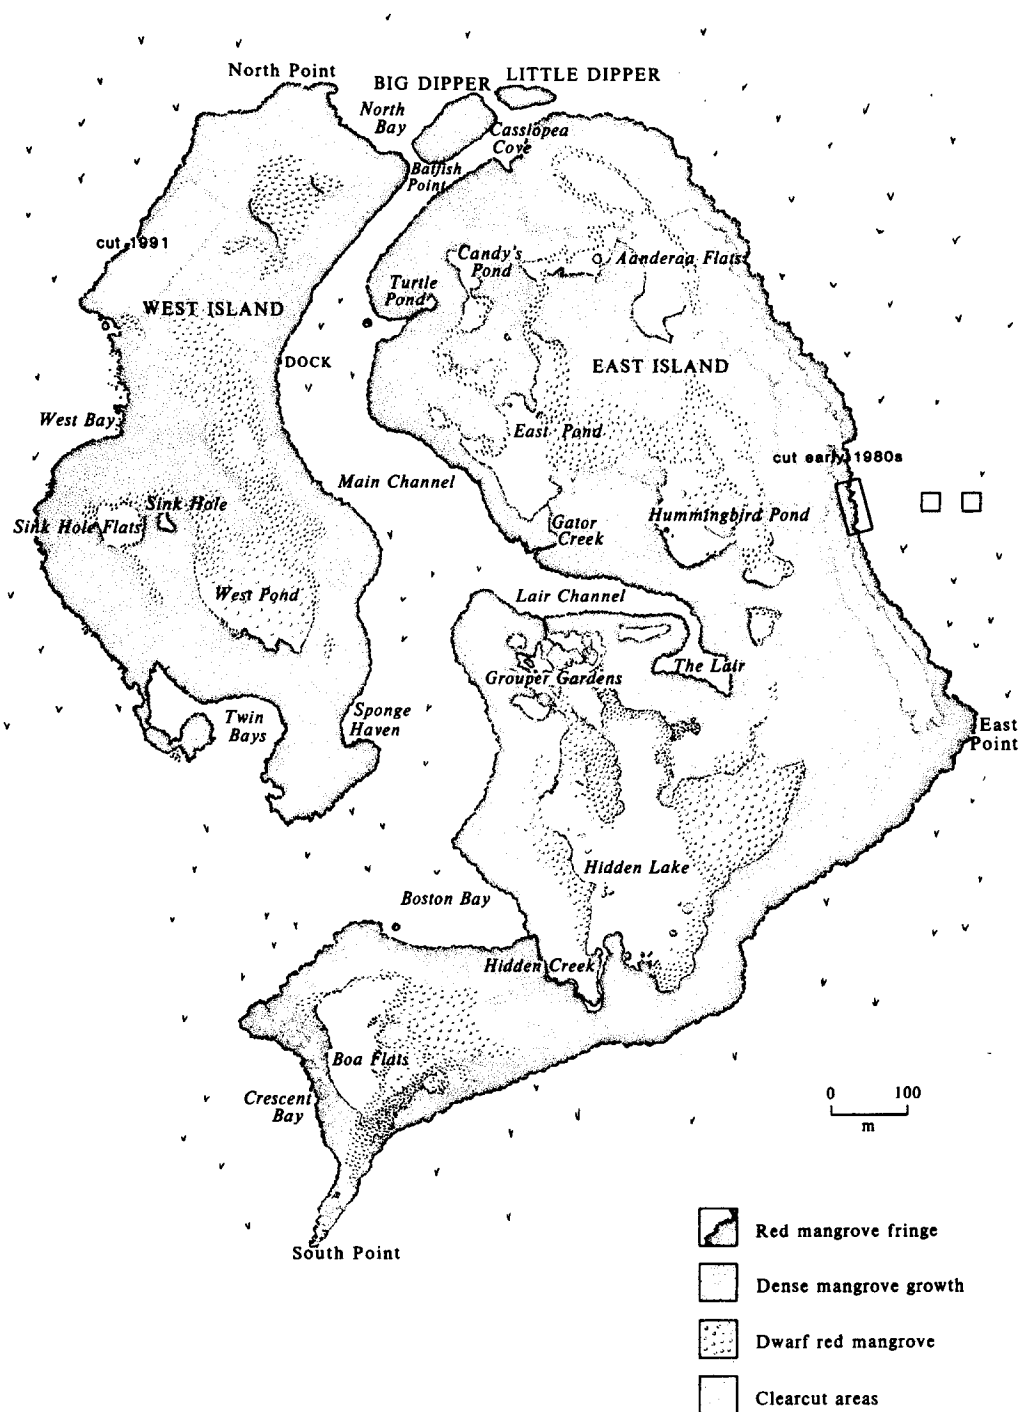 North Point
BIG DIPPER
LITTLE DIPPER
North
Bay
Cassiopea
Cove
Batfish
Point
cut 1991
Candy's
Pond
Aanderaa Flats
Turtle
Pond
WEST ISLAND
DOCK
EAST ISLAND
West Bay
East Pond
cut early 1980s
Main Channel
Sink Hole
Sink Hole Flats
Gator
Creek
Hummingbird Pond
West Pond
Lair Channel
The Lair
Grouper Gardens
Twin
Bays
Sponge
Haven
East
Point
Hidden Lake
Boston Bay
Hidden Creek
Boa Flats
Crescent
Bay
0 100
m
South Point
Red mangrove fringe
Dense mangrove growth
Dwarf red mangrove
Clearcut areas